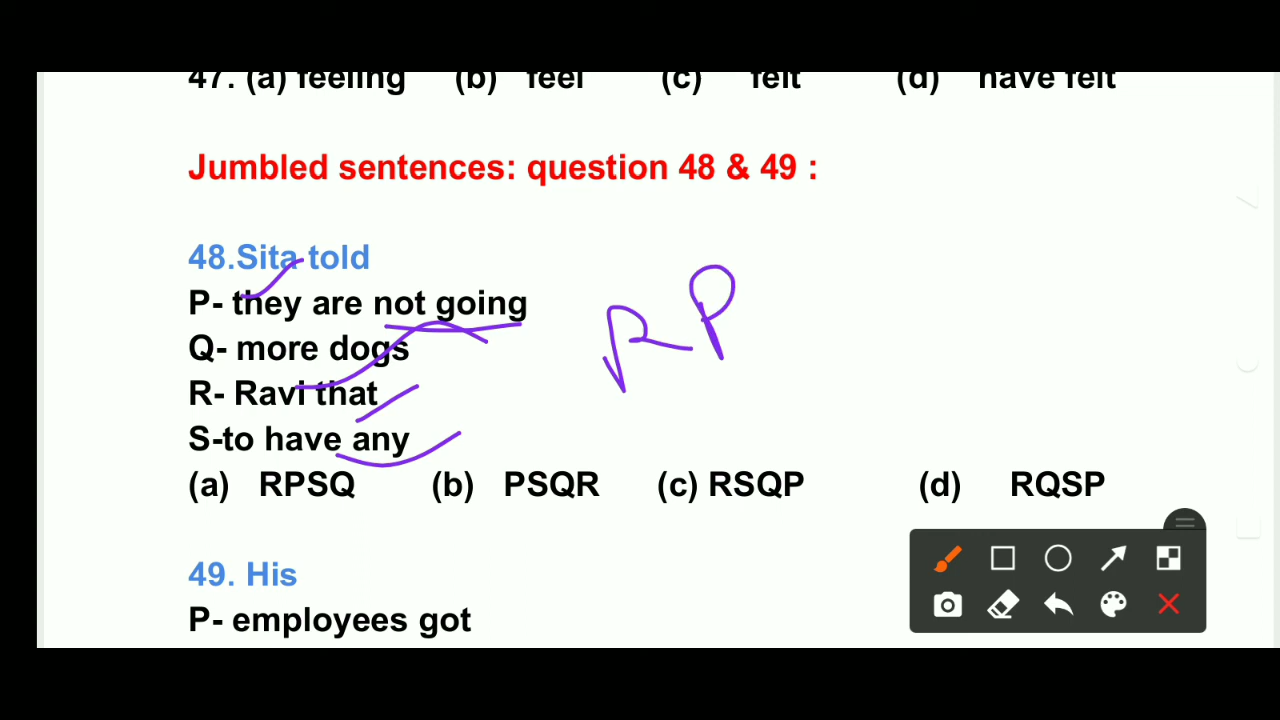 47. (a) feeling (b) feel (c) felt (d) have felt
Jumbled sentences: question 48 & 49 :
48.Sita told
P- they are not going
Q- more dogs
R- Ravi that
S-to have any
RP
(a) RPSQ (b) PSQR (c) RSQP (d) RQSP
49. His
P- employees got